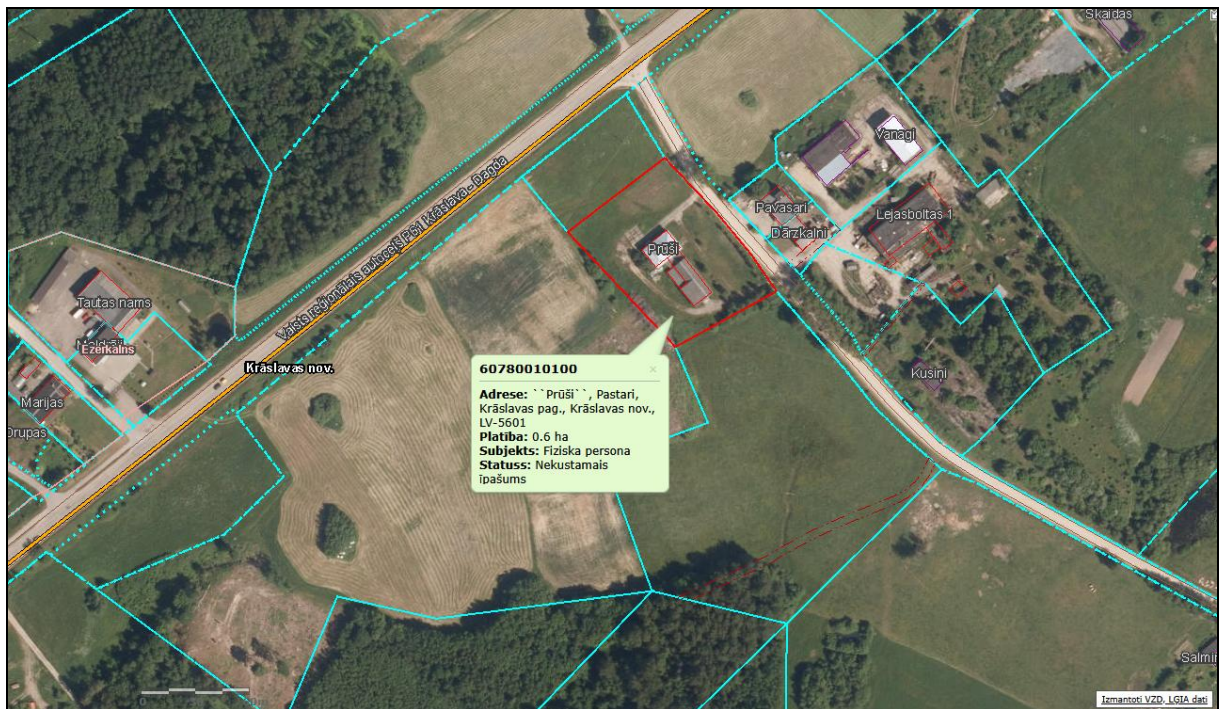 Skaidas
Vanagi
Valsts reģionālais autoceļš P61 Krāslava - Dagda
Pavasari
Lejasboltas 1
Dārzkalni
Prūši
Tautas nams
Ezerkalns
Krāslavas nov.
Marijas
Drupas
Kusiņi
60780010100 ×
Adrese: ``Prūši``, Pastari,
Krāslavas pag., Krāslavas nov.,
LV-5601
Platība: 0.6 ha
Subjekts: Fiziska persona
Statuss: Nekustamais
īpašums
Izmantoti VZD, LGIA dati